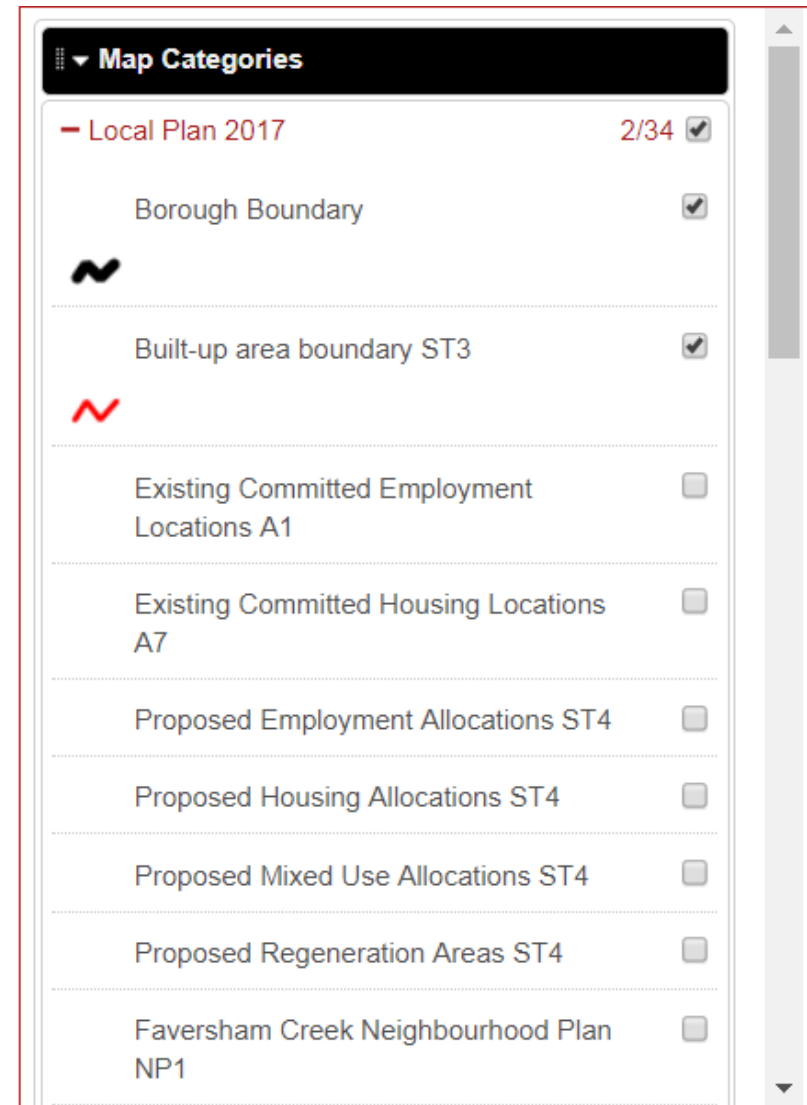 Map Categories
Local Plan 2017 2/34
Borough Boundary
Built-up area boundary ST3
Existing Committed Employment
Locations A1
Existing Committed Housing Locations
A7
Proposed Employment Allocations ST4
Proposed Housing Allocations ST4
Proposed Mixed Use Allocations ST4
Proposed Regeneration Areas ST4
Faversham Creek Neighbourhood Plan
NP1